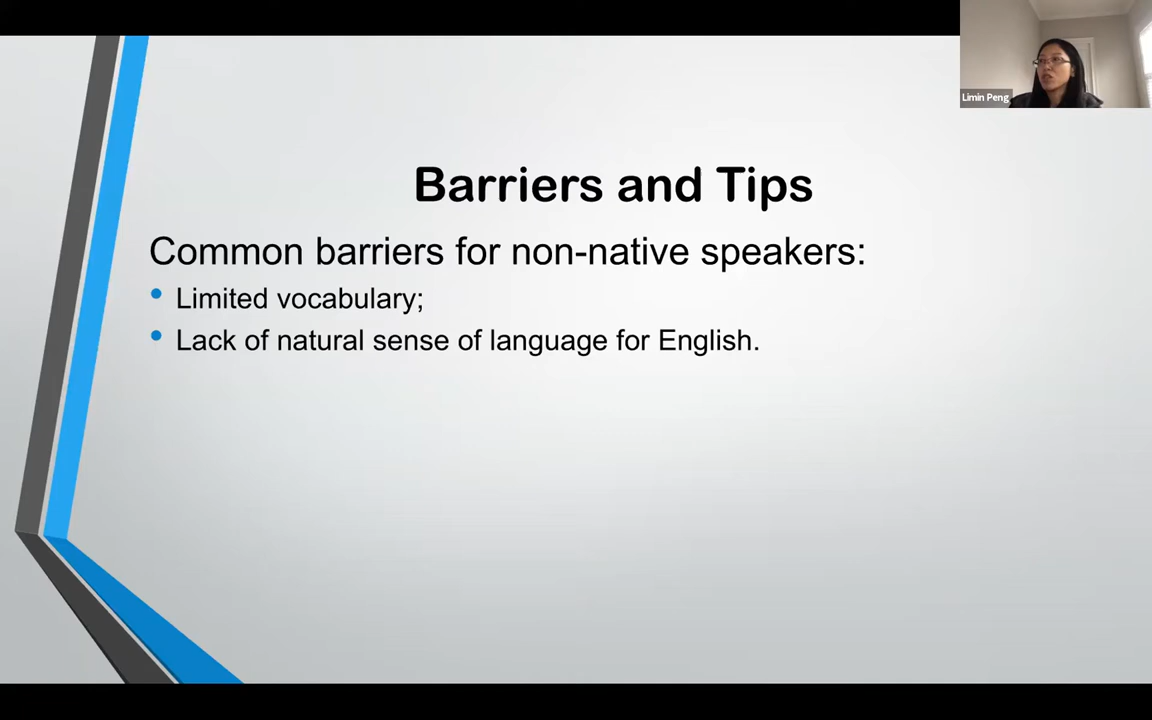 Limin Peng
Barriers and Tips
Common barriers for non-native speakers:
• Limited vocabulary;
• Lack of natural sense of language for English.